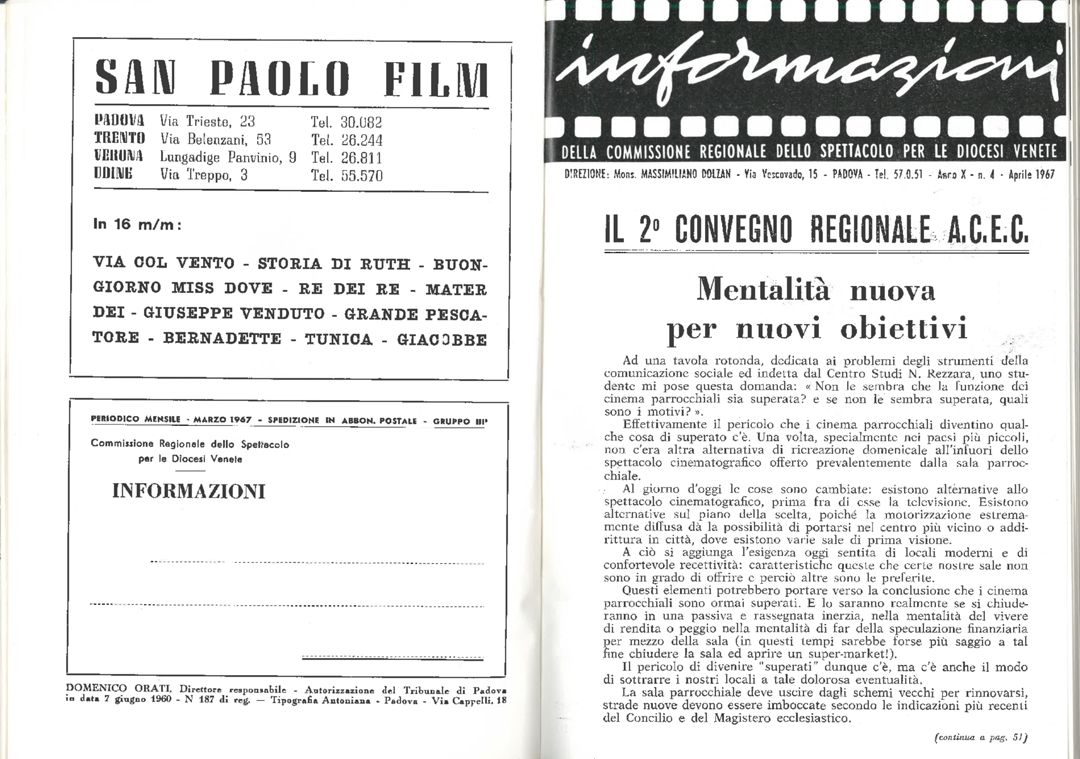 SAN PAOLO FILM
PADOVA Via Trieste, 23 Tel. 30.082
TRENTO Via Belenzani, 53 Tel. 26.244
VERONA Lungadige Panvinio, 9 Tel. 26.811
UDINE Via Treppo, 3 Tel. 55.570
In 16 m/m:
VIA COL VENTO - STORIA DI RUTH - BUON-
GIORNO MISS DOVE - RE DEI RE - MATER
DEI - GIUSEPPE VENDUTO - GRANDE PESCA-
TORE - BERNADETTE - TUNICA - GIACOBBE
PERIODICO MENSILE - MARZO 1967 - SPEDIZIONE IN ABBON. POSTALE - GRUPPO IIIº
Commissione Regionale dello Spettacolo
per le Diocesi Venete
INFORMAZIONI
DOMENICO ORATI, Direttore responsabile - Autorizzazione del Tribunale di Padova
in data 7 giugno 1960 - N 187 di reg. — Tipografia Antoniana - Padova - Via Cappelli, 18
informazioni
DELLA COMMISSIONE REGIONALE DELLO SPETTACOLO PER LE DIOCESI VENETE
DIREZIONE: Mons. MASSIMILIANO DOLZAN - Via Vescovado, 15 - PADOVA - Tel. 57.0.51 - Anno X - n. 4 - Aprile 1967
IL 2º CONVEGNO REGIONALE A.C.E.C.
Mentalità nuova
per nuovi obiettivi
Ad una tavola rotonda, dedicata ai problemi degli strumenti della
comunicazione sociale ed indetta dal Centro Studi N. Rezzara, uno stu-
dente mi pose questa domanda: « Non le sembra che la funzione dei
cinema parrocchiali sia superata? e se non le sembra superata, quali
sono i motivi? ».
Effettivamente il pericolo che i cinema parrocchiali diventino qual-
che cosa di superato c'è. Una volta, specialmente nei paesi più piccoli,
non c'era altra alternativa di ricreazione domenicale all'infuori dello
spettacolo cinematografico offerto prevalentemente dalla sala parroc-
chiale.
Al giorno d'oggi le cose sono cambiate: esistono alternative allo
spettacolo cinematografico, prima fra di esse la televisione. Esistono
alternative sul piano della scelta, poiché la motorizzazione estrema-
mente diffusa dà la possibilità di portarsi nel centro più vicino o addi-
rittura in città, dove esistono varie sale di prima visione.
A ciò si aggiunga l'esigenza oggi sentita di locali moderni e di
confortevole recettività: caratteristiche queste che certe nostre sale non
sono in grado di offrire e perciò altre sono le preferite.
Questi elementi potrebbero portare verso la conclusione che i cinema
parrocchiali sono ormai superati. E lo saranno realmente se si chiude-
ranno in una passiva e rassegnata inerzia, nella mentalità del vivere
di rendita o peggio nella mentalità di far della speculazione finanziaria
per mezzo della sala (in questi tempi sarebbe forse più saggio a tal
fine chiudere la sala ed aprire un super-market!).
Il pericolo di divenire "superati" dunque c'è, ma c'è anche il modo
di sottrarre i nostri locali a tale dolorosa eventualità.
La sala parrocchiale deve uscire dagli schemi vecchi per rinnovarsi,
strade nuove devono essere imboccate secondo le indicazioni più recenti
del Concilio e del Magistero ecclesiastico.
(continua a pag. 51)